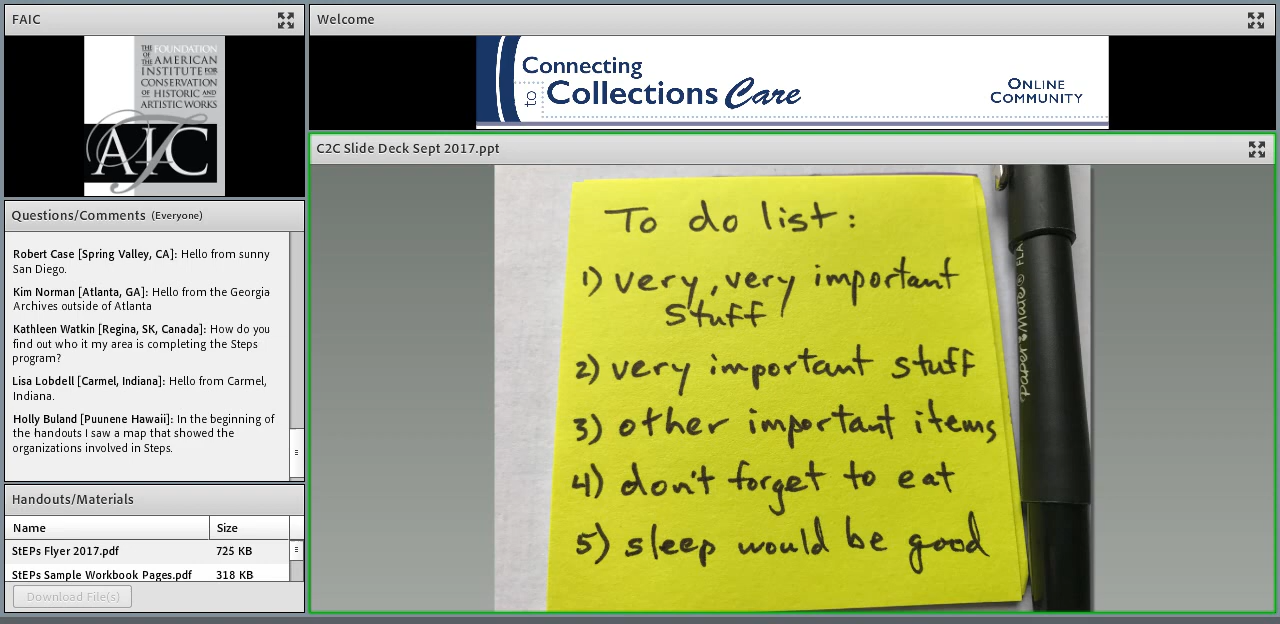 FAIC
THE FOUNDATION
OF THE AMERICAN
INSTITUTE FOR
CONSERVATION
OF HISTORIC AND
ARTISTIC WORKS
AIC
Questions/Comments (Everyone)
Robert Case [Spring Valley, CA]: Hello from sunny
San Diego.
Kim Norman [Atlanta, GA]: Hello from the Georgia
Archives outside of Atlanta
Kathleen Watkin [Regina, SK, Canada]: How do you
find out who it my area is completing the Steps
program?
Lisa Lobdell [Carmel, Indiana]: Hello from Carmel,
Indiana.
Holly Buland [Puunene Hawaii]: In the beginning of
the handouts I saw a map that showed the
organizations involved in Steps.
Handouts/Materials
Name Size
StEPs Flyer 2017.pdf 725 KB
StEPs Sample Workbook Pages.pdf 318 KB
Download File(s)
Welcome
Connecting
to Collections Care
ONLINE
COMMUNITY
C2C Slide Deck Sept 2017.ppt
To do list:
1) very, very important
stuff
2) very important stuff
3) other important items
4) don't forget to eat
5) sleep would be good
Paper Mate® FLA